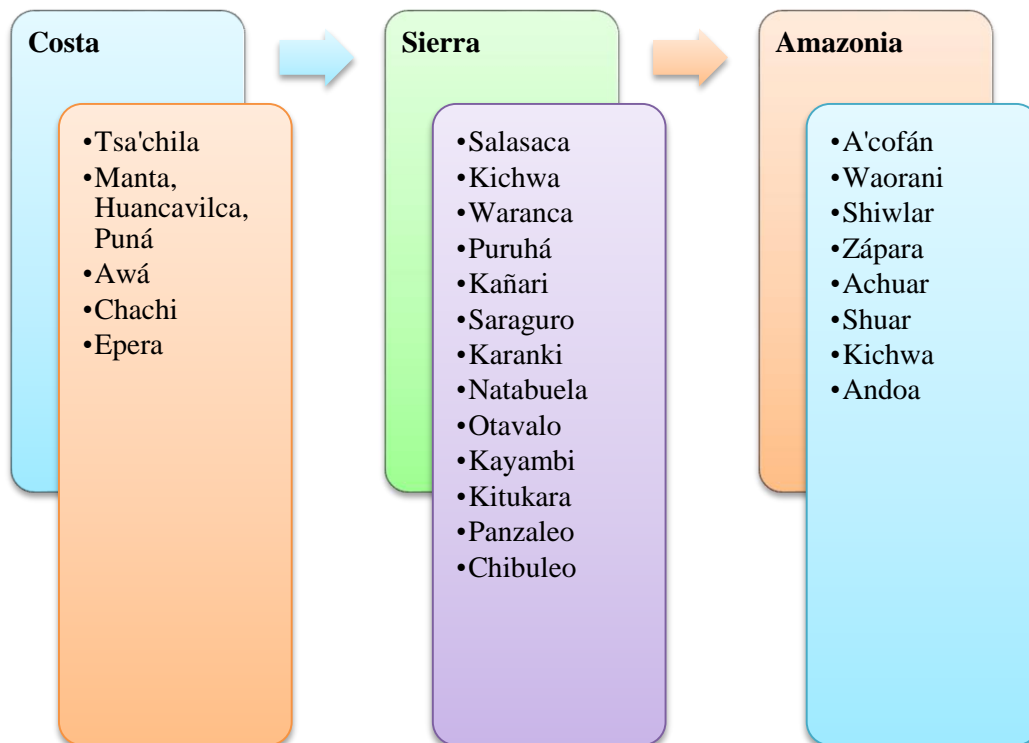 Costa
•Tsa'chila
•Manta,
Huancavilca,
Puná
•Awá
•Chachi
•Epera
Sierra
•Salasaca
•Kichwa
•Waranca
•Puruhá
•Kañari
•Saraguro
•Karanki
•Natabuela
•Otavalo
•Kayambi
•Kitukara
•Panzaleo
•Chibuleo
Amazonia
•A'cofán
•Waorani
•Shiwlar
•Zápara
•Achuar
•Shuar
•Kichwa
•Andoa